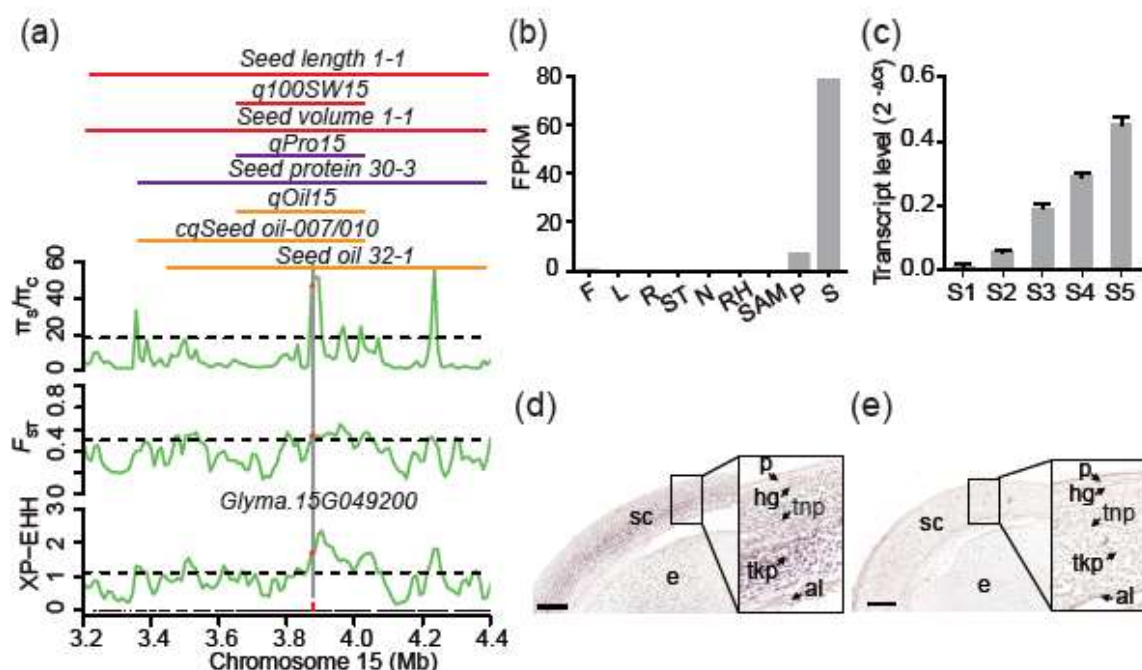 (a)
Seed length 1-1
q100SW15
Seed volume 1-1
qPro15
Seed protein 30-3
qOil15
cqSeed oil-007/010
Seed oil 32-1
πs/πc
60
40
20
0
FST
0.8
0.4
0
Glyma.15G049200
XP–EHH
3
2
1
0
3.2 3.4 3.6 3.8 4.0 4.2 4.4
Chromosome 15 (Mb)
(b)
FPKM
80
60
40
20
0
F L R ST N RH SAM P S
(c)
Transcript level (2 -ΔCt)
0.6
0.4
0.2
0.0
S1 S2 S3 S4 S5
(d)
sc
e
p
hg
tnp
tkp
al
(e)
sc
e
p
hg
tnp
tkp
al